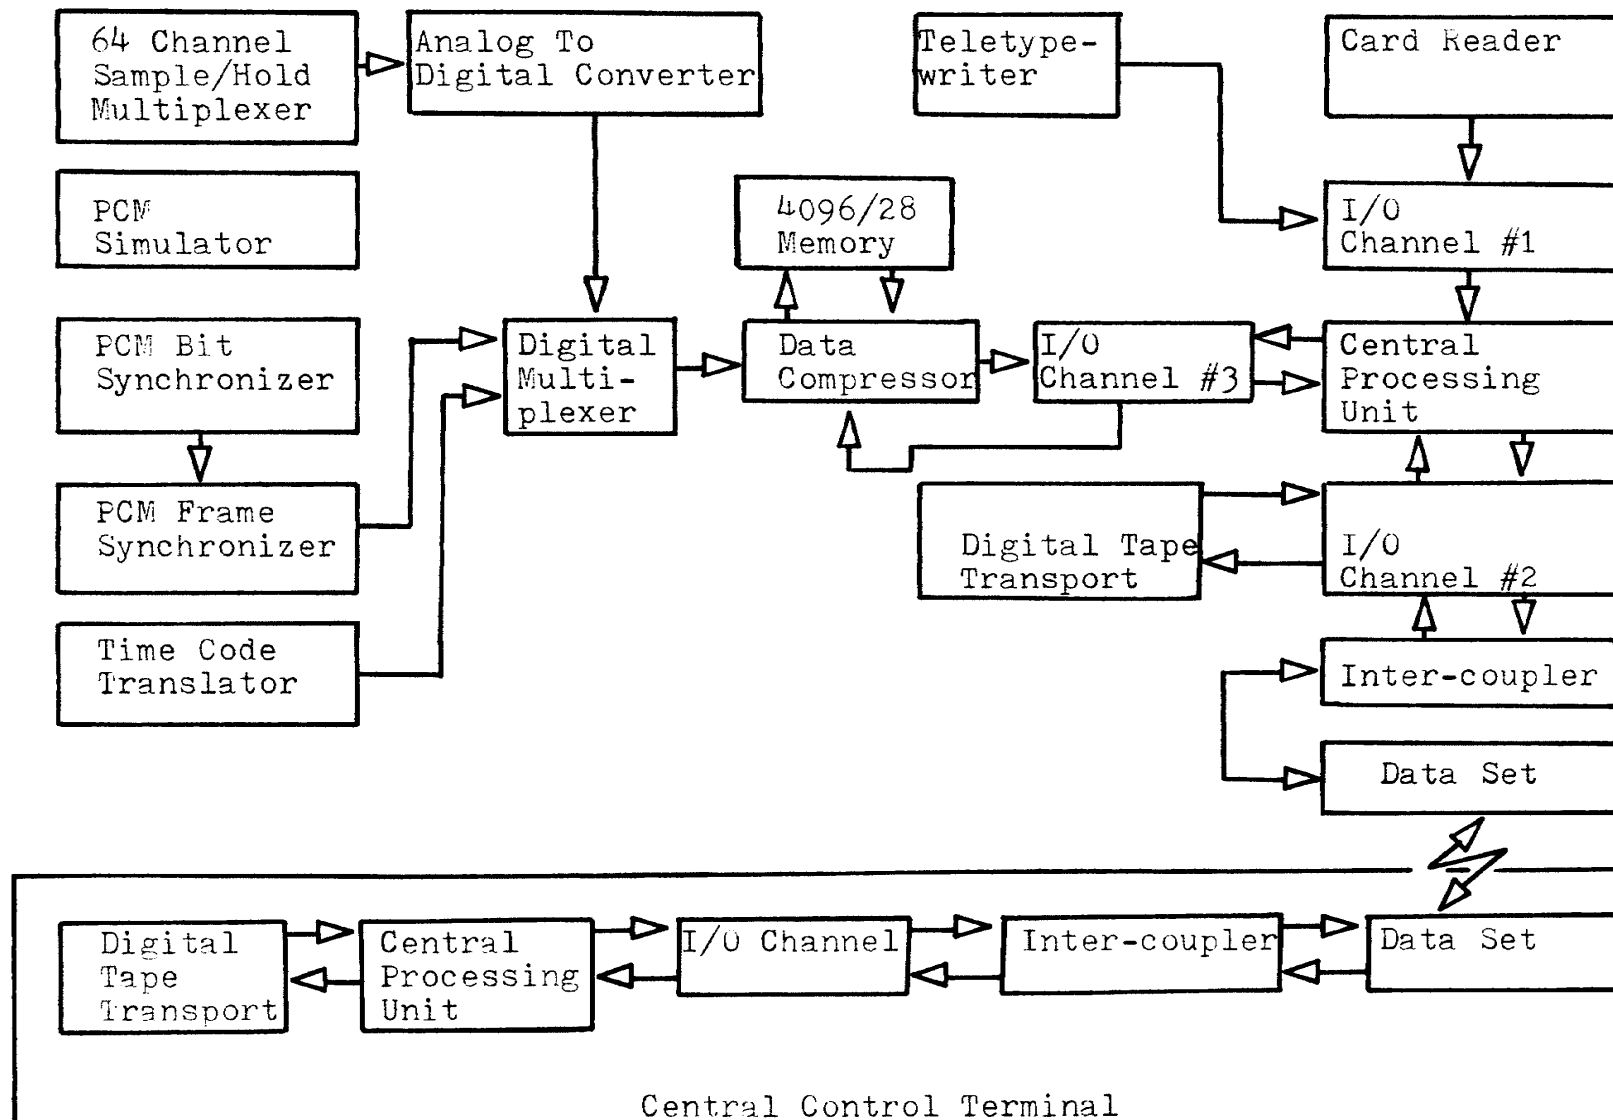 64 Channel
Sample/Hold
Multiplexer
Analog To
Digital Converter
Teletype-
writer
Card Reader
PCM
Simulator
4096/28
Memory
I/O
Channel #1
PCM Bit
Synchronizer
Digital
Multi-
plexer
Data
Compressor
I/O
Channel #3
Central
Processing
Unit
PCM Frame
Synchronizer
Digital Tape
Transport
I/O
Channel #2
Time Code
Translator
Inter-coupler
Data Set
Digital
Tape
Transport
Central
Processing
Unit
I/O Channel
Inter-coupler
Data Set
Central Control Terminal